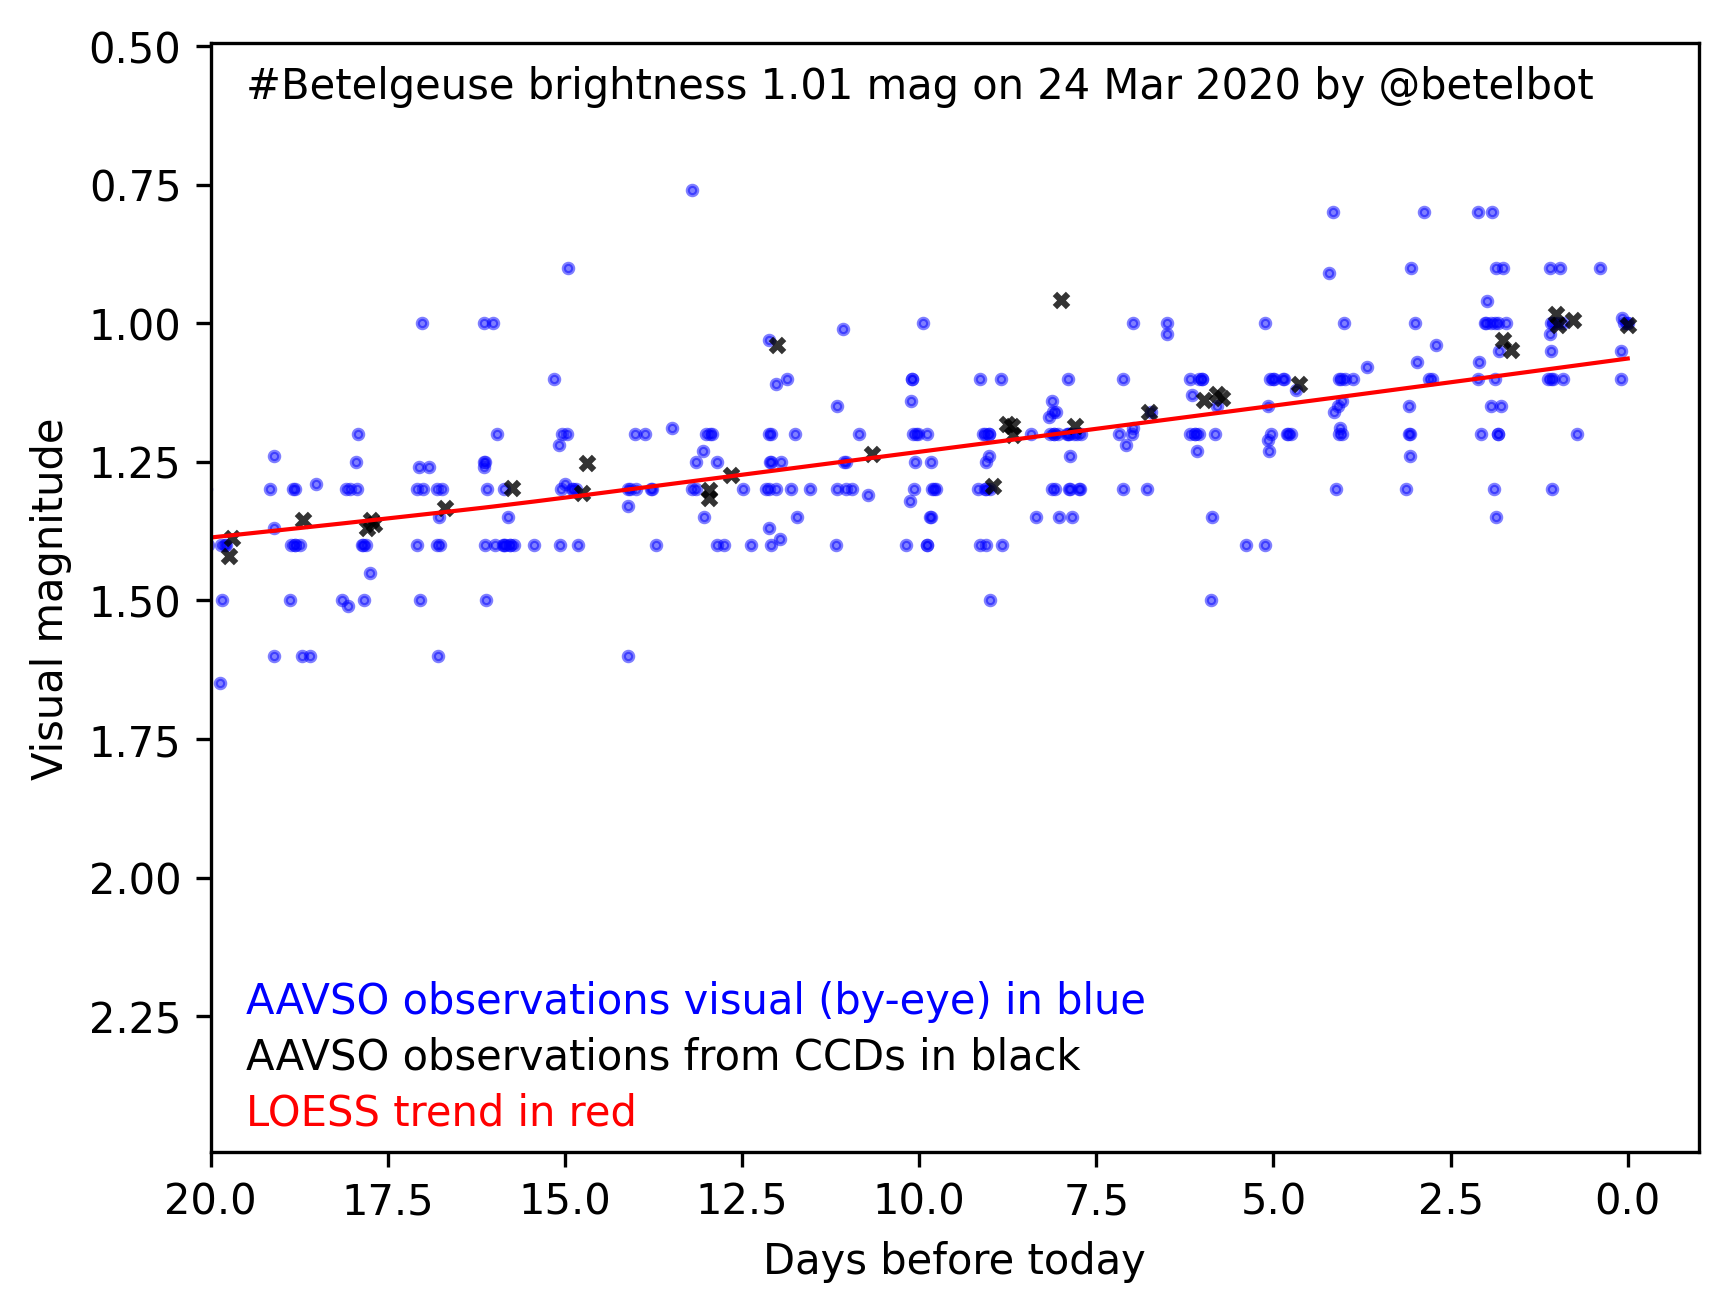 #Betelgeuse brightness 1.01 mag on 24 Mar 2020 by @betelbot
0.50
0.75
1.00
1.25
1.50
1.75
2.00
2.25
Visual magnitude
AAVSO observations visual (by-eye) in blue
AAVSO observations from CCDs in black
LOESS trend in red
20.0 17.5 15.0 12.5 10.0 7.5 5.0 2.5 0.0
Days before today